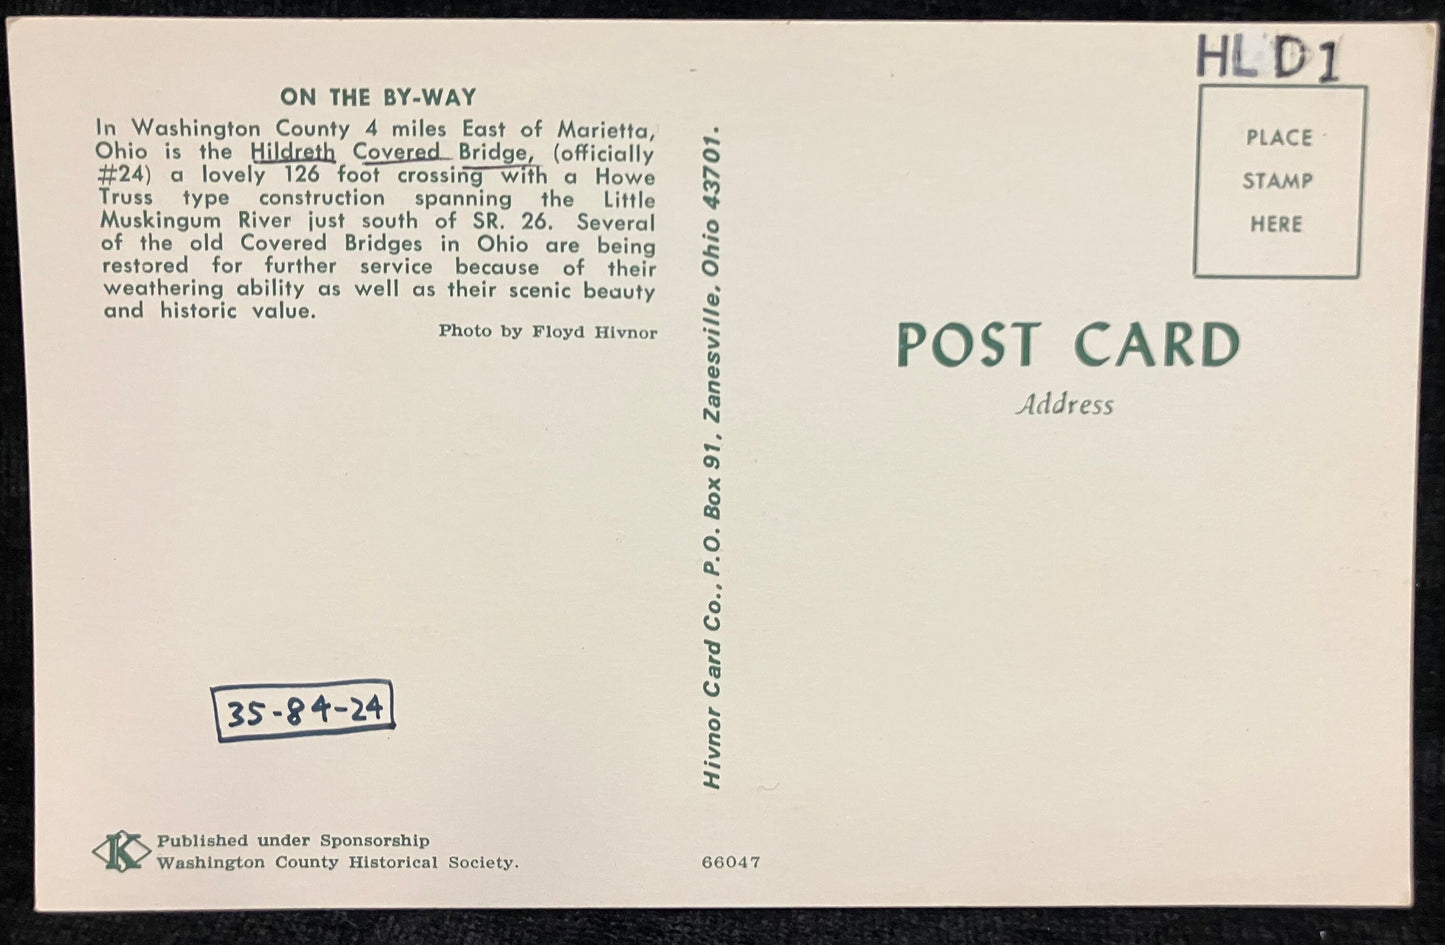 HL D1
ON THE BY-WAY
In Washington County 4 miles East of Marietta,
Ohio is the Hildreth Covered Bridge, (officially
#24) a lovely 126 foot crossing with a Howe
Truss type construction spanning the Little
Muskingum River just south of SR. 26. Several
of the old Covered Bridges in Ohio are being
restored for further service because of their
weathering ability as well as their scenic beauty
and historic value.
Photo by Floyd Hivnor
35-84-24
K
Published under Sponsorship
Washington County Historical Society.
Hivnor Card Co., P.O. Box 91, Zanesville, Ohio 43701.
66047
PLACE
STAMP
HERE
POST CARD
Address